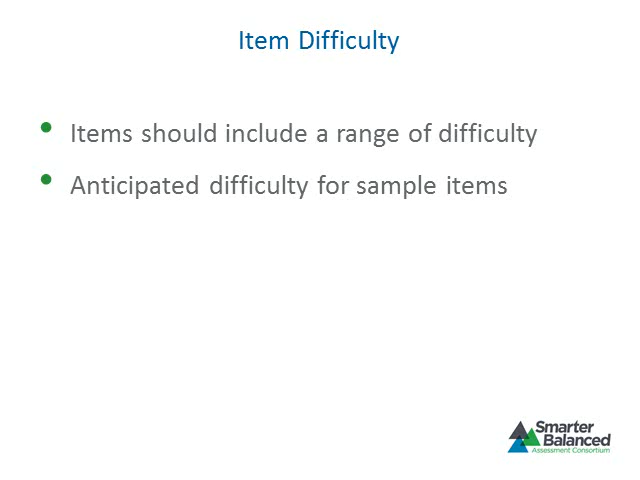 Item Difficulty
• Items should include a range of difficulty
• Anticipated difficulty for sample items
Smarter
Balanced
Assessment Consortium